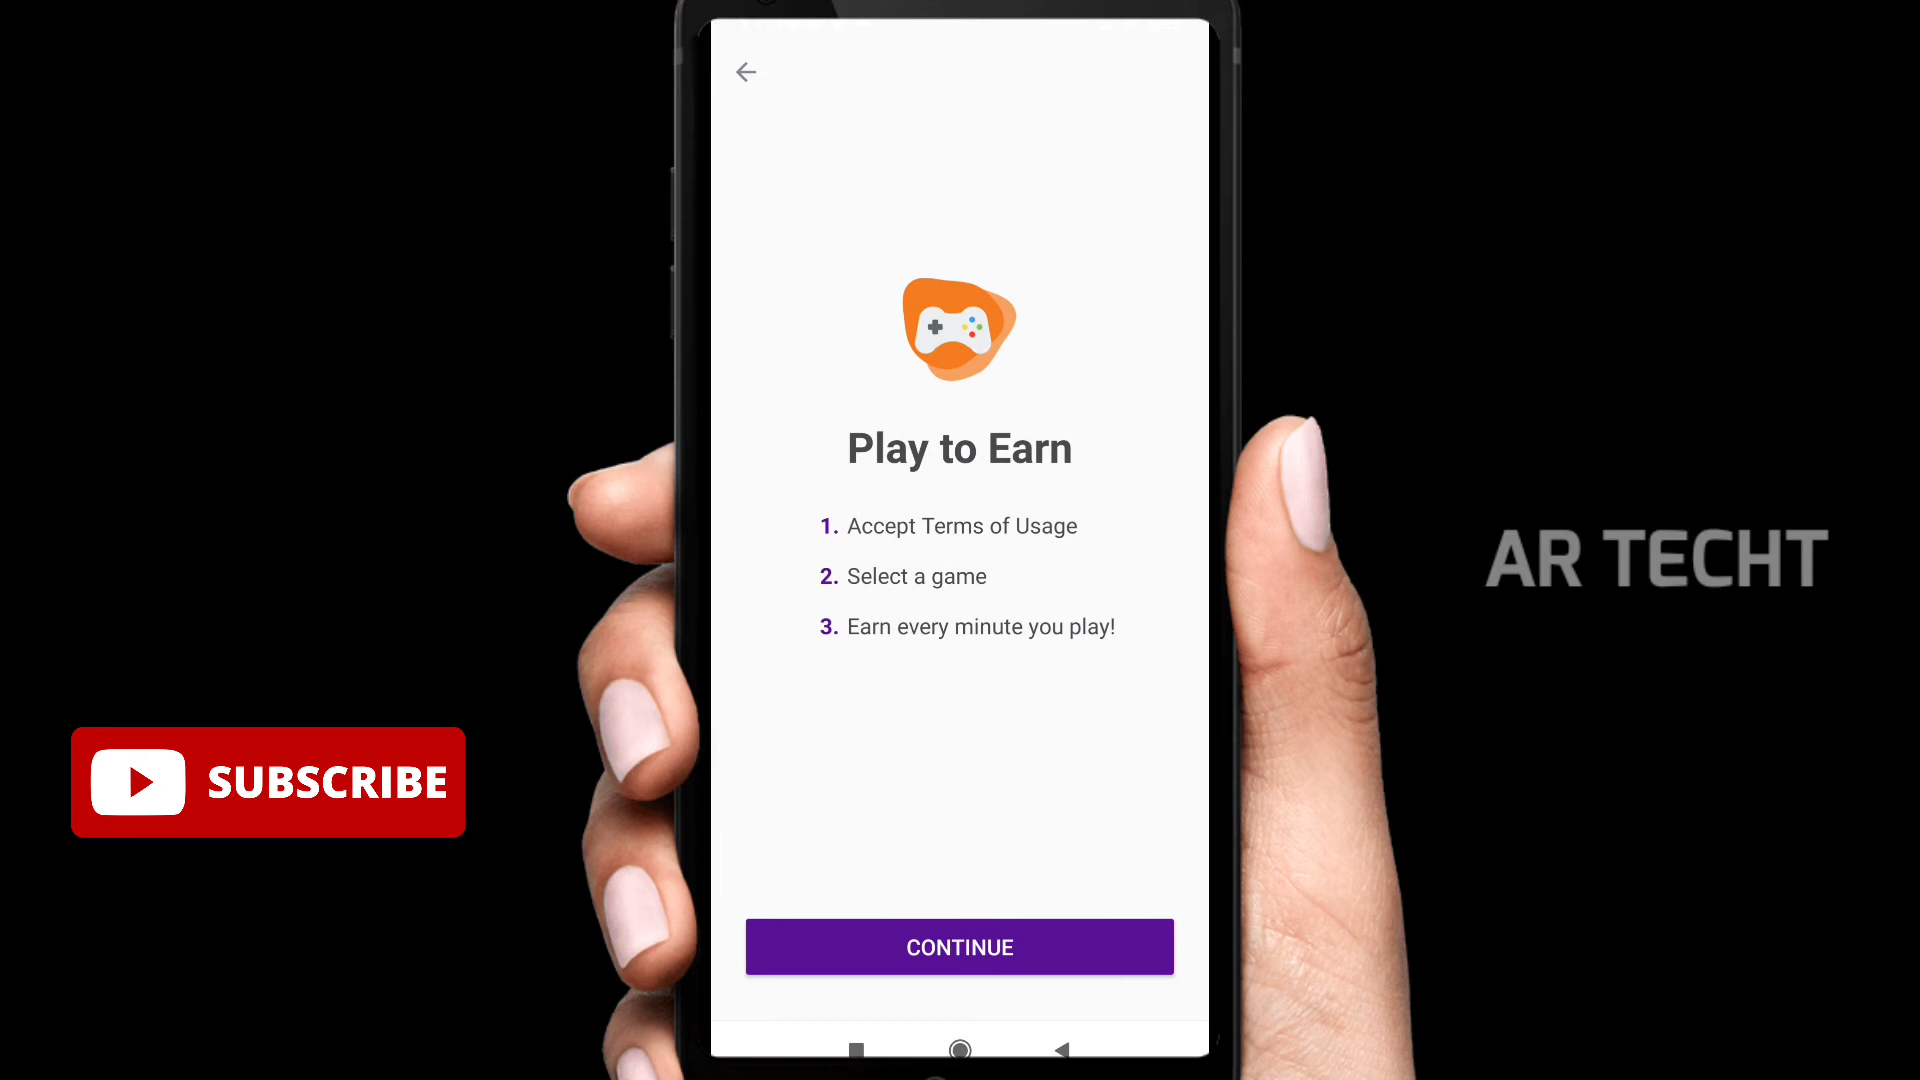 Play to Earn
1. Accept Terms of Usage
2. Select a game
3. Earn every minute you play!
AR TECHT
SUBSCRIBE
CONTINUE